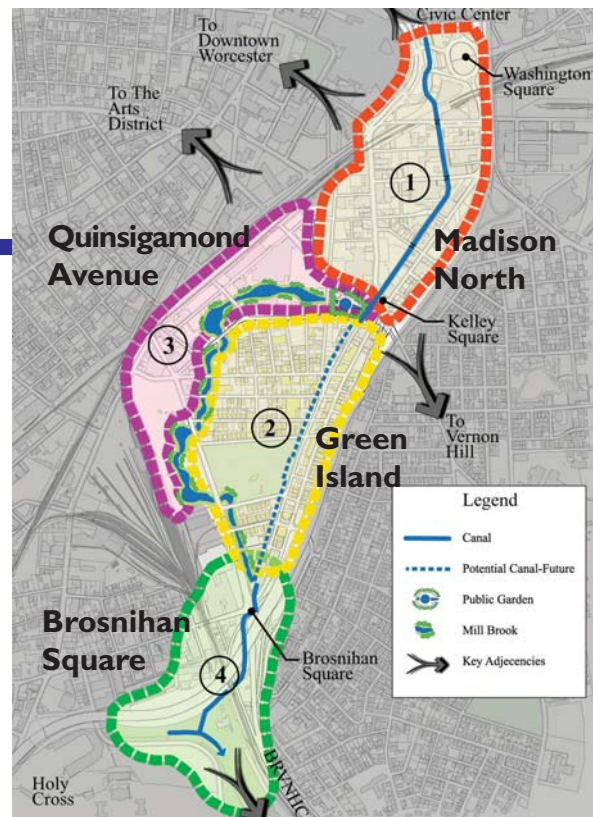 Civic Center
To
Downtown
Worcester
Washington
Square
To The
Arts
District
1
Quinsigamond
Avenue
Madison
North
Kelley
Square
3
2
Green
Island
To
Vernon
Hill
Legend
Canal
Potential Canal-Future
Public Garden
Mill Brook
Key Adjecencies
Brosnihan
Square
Brosnihan
Square
4
Holy
Cross
BRVNHC